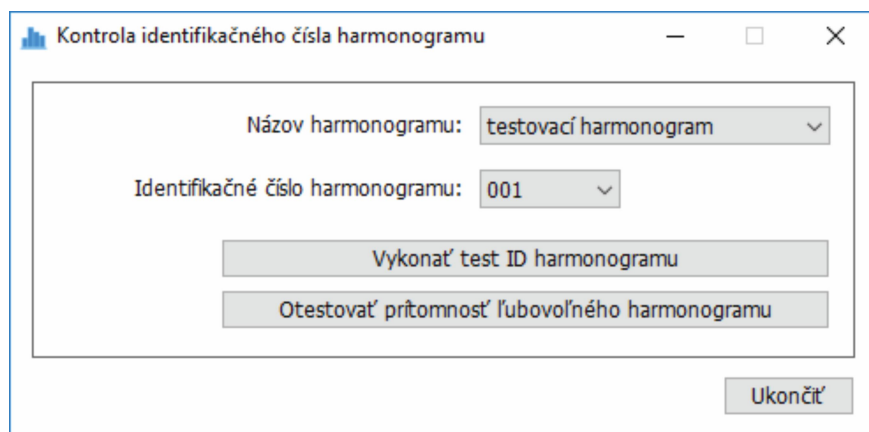 Kontrola identifikačného čísla harmonogramu
Názov harmonogramu: testovací harmonogram
Identifikačné číslo harmonogramu: 001
Vykonať test ID harmonogramu
Otestovať prítomnosť ľubovoľného harmonogramu
Ukončiť